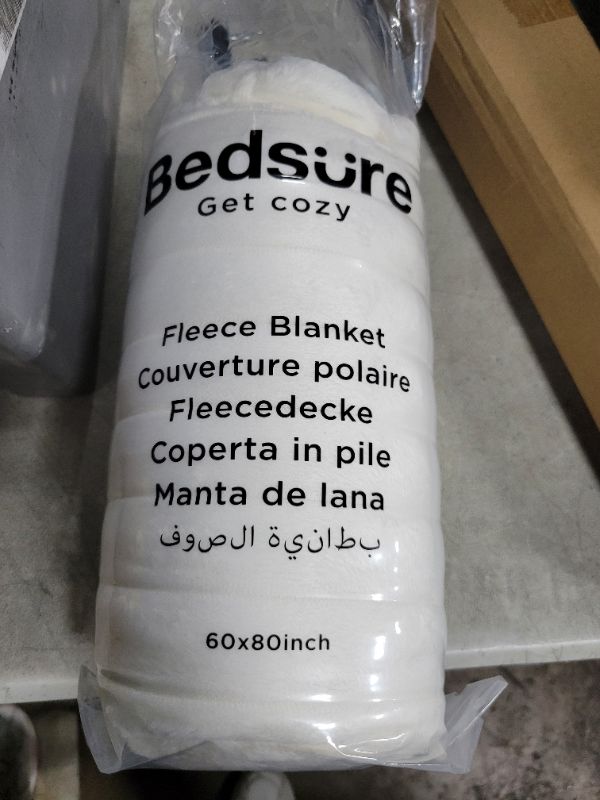 Bedsure
Get cozy
Fleece Blanket
Couverture polaire
Fleecedecke
Coperta in pile
Manta de lana
بطانية الصوف
60x80inch